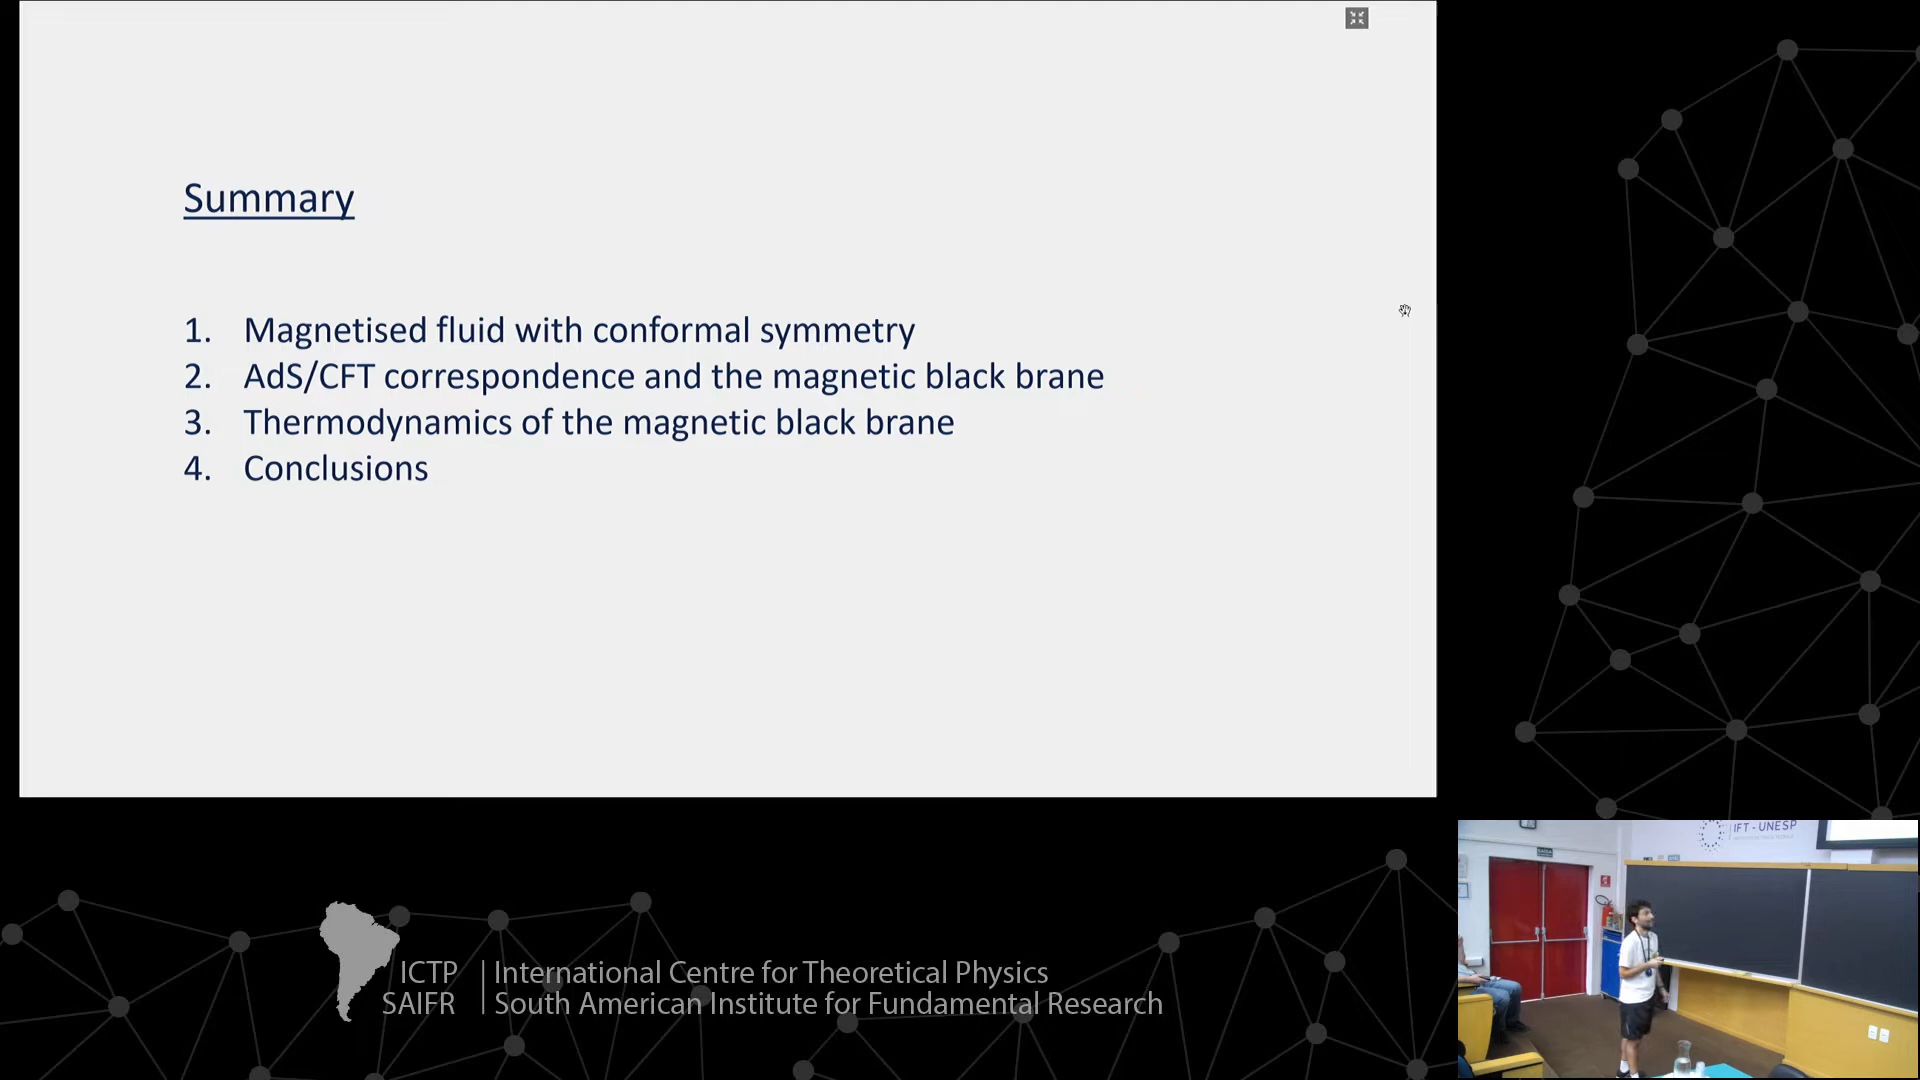 Summary
1. Magnetised fluid with conformal symmetry
2. AdS/CFT correspondence and the magnetic black brane
3. Thermodynamics of the magnetic black brane
4. Conclusions
IFT - UNESP
ICTP | International Centre for Theoretical Physics
SAIFR | South American Institute for Fundamental Research